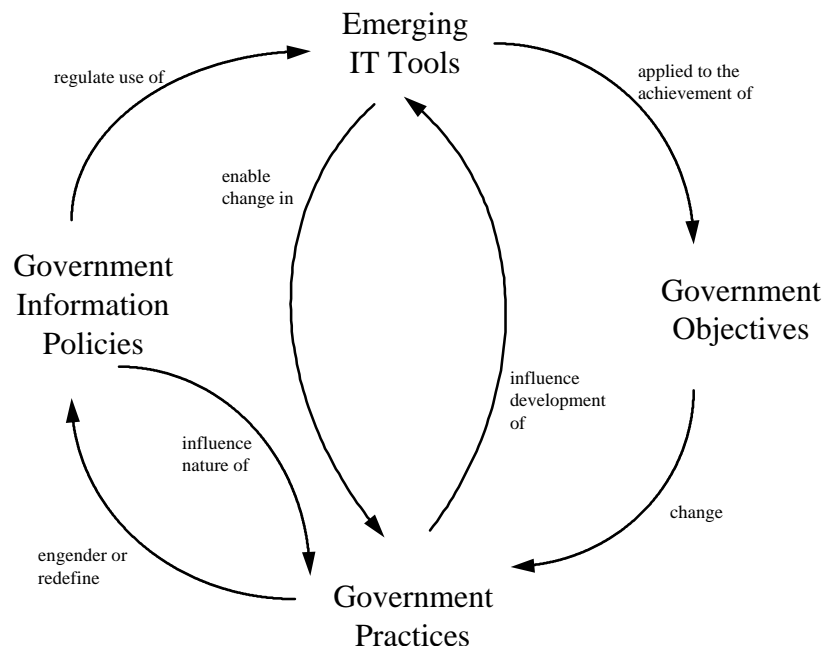 Emerging
IT Tools
regulate use of
applied to the
achievement of
enable
change in
Government
Information
Policies
Government
Objectives
influence
development
of
influence
nature of
change
engender or
redefine
Government
Practices